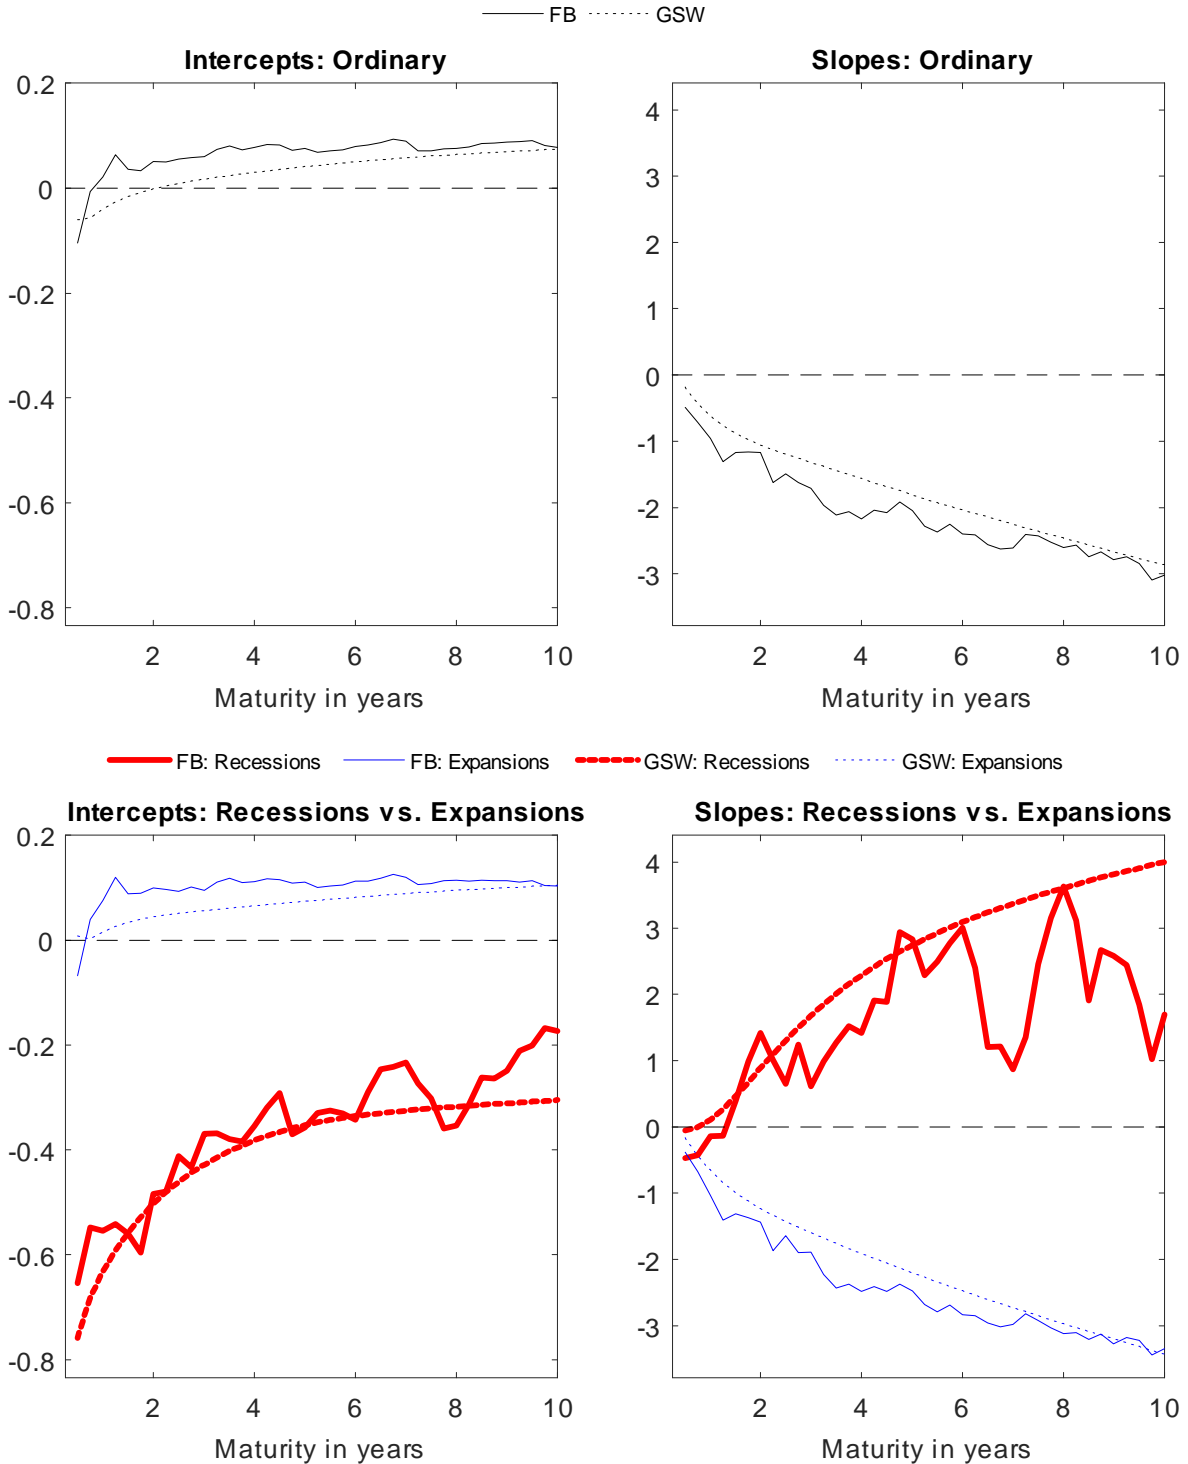 FB GSW
Intercepts: Ordinary
0.2
0
-0.2
-0.4
-0.6
-0.8
2 4 6 8 10
Maturity in years
Slopes: Ordinary
4
3
2
1
0
-1
-2
-3
2 4 6 8 10
Maturity in years
FB: Recessions FB: Expansions GSW: Recessions GSW: Expansions
Intercepts: Recessions vs. Expansions
0.2
0
-0.2
-0.4
-0.6
-0.8
2 4 6 8 10
Maturity in years
Slopes: Recessions vs. Expansions
4
3
2
1
0
-1
-2
-3
2 4 6 8 10
Maturity in years